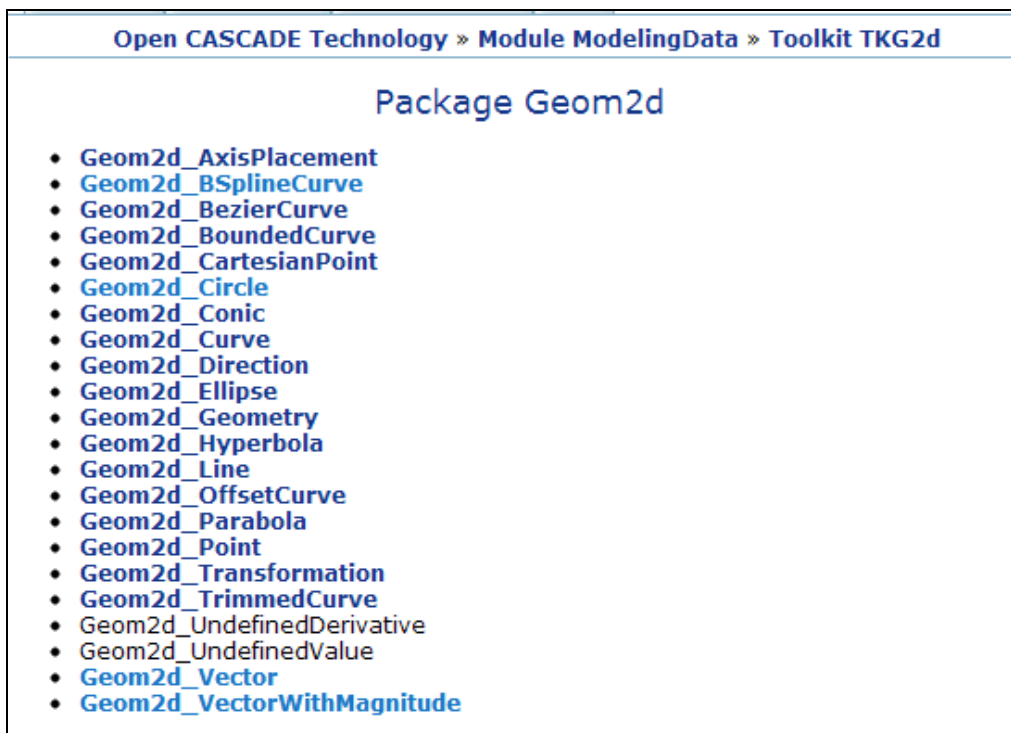 Open CASCADE Technology » Module ModelingData » Toolkit TKG2d
Package Geom2d
• Geom2d_AxisPlacement
• Geom2d_BSplineCurve
• Geom2d_BezierCurve
• Geom2d_BoundedCurve
• Geom2d_CartesianPoint
• Geom2d_Circle
• Geom2d_Conic
• Geom2d_Curve
• Geom2d_Direction
• Geom2d_Ellipse
• Geom2d_Geometry
• Geom2d_Hyperbola
• Geom2d_Line
• Geom2d_OffsetCurve
• Geom2d_Parabola
• Geom2d_Point
• Geom2d_Transformation
• Geom2d_TrimmedCurve
• Geom2d_UndefinedDerivative
• Geom2d_UndefinedValue
• Geom2d_Vector
• Geom2d_VectorWithMagnitude